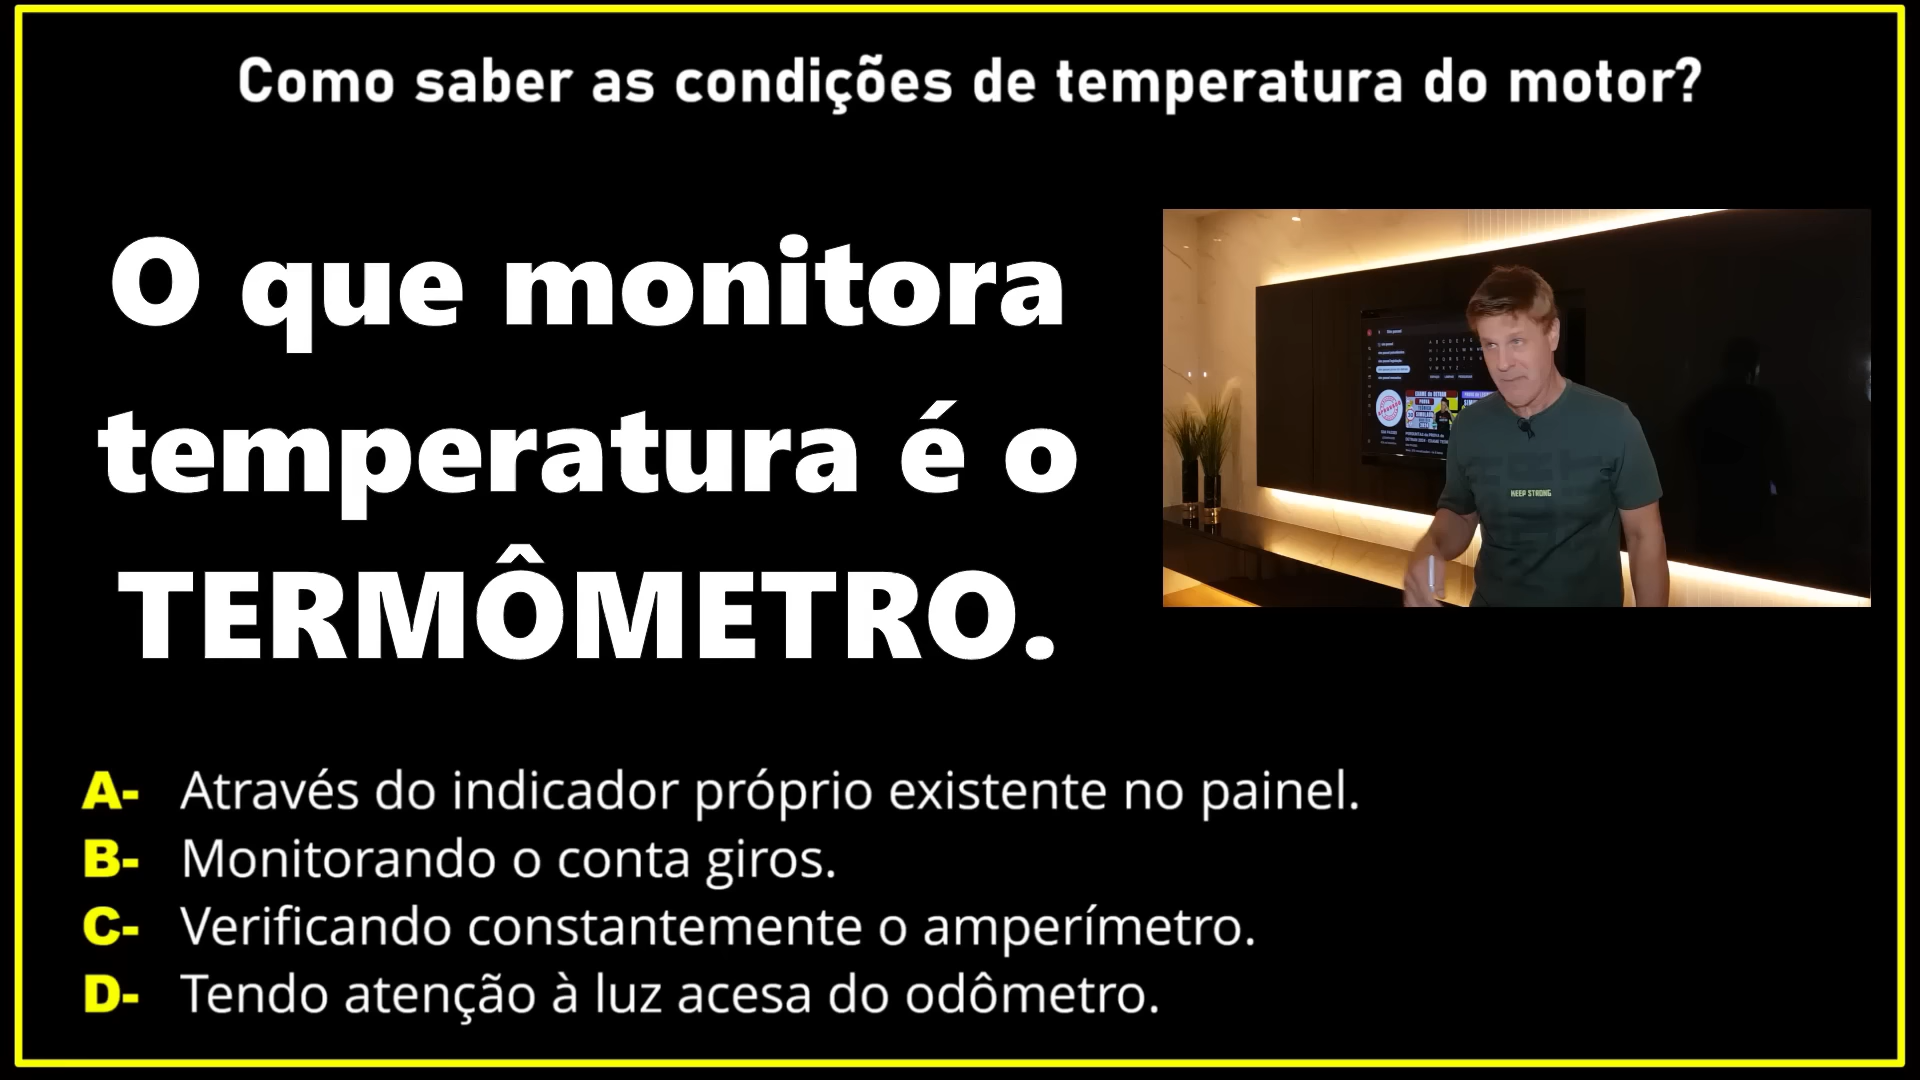 Como saber as condições de temperatura do motor?
O que monitora
temperatura é o
TERMÔMETRO.
KEEP STRONG
A- Através do indicador próprio existente no painel.
B- Monitorando o conta giros.
C- Verificando constantemente o amperímetro.
D- Tendo atenção à luz acesa do odômetro.